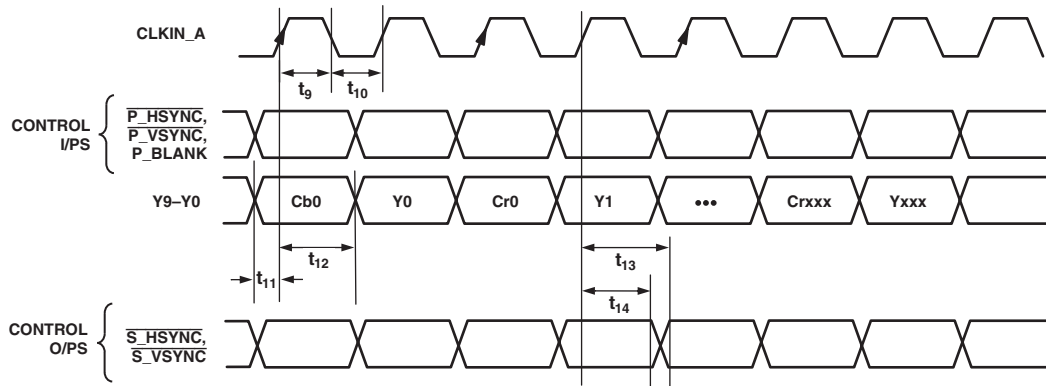 CLKIN_A
t9 t10
CONTROL
I/PS
P_HSYNC,
P_VSYNC,
P_BLANK
Y9–Y0 Cb0 Y0 Cr0 Y1 ••• Crxxx Yxxx
t11 t12 t13
t14
CONTROL
O/PS
S_HSYNC,
S_VSYNC